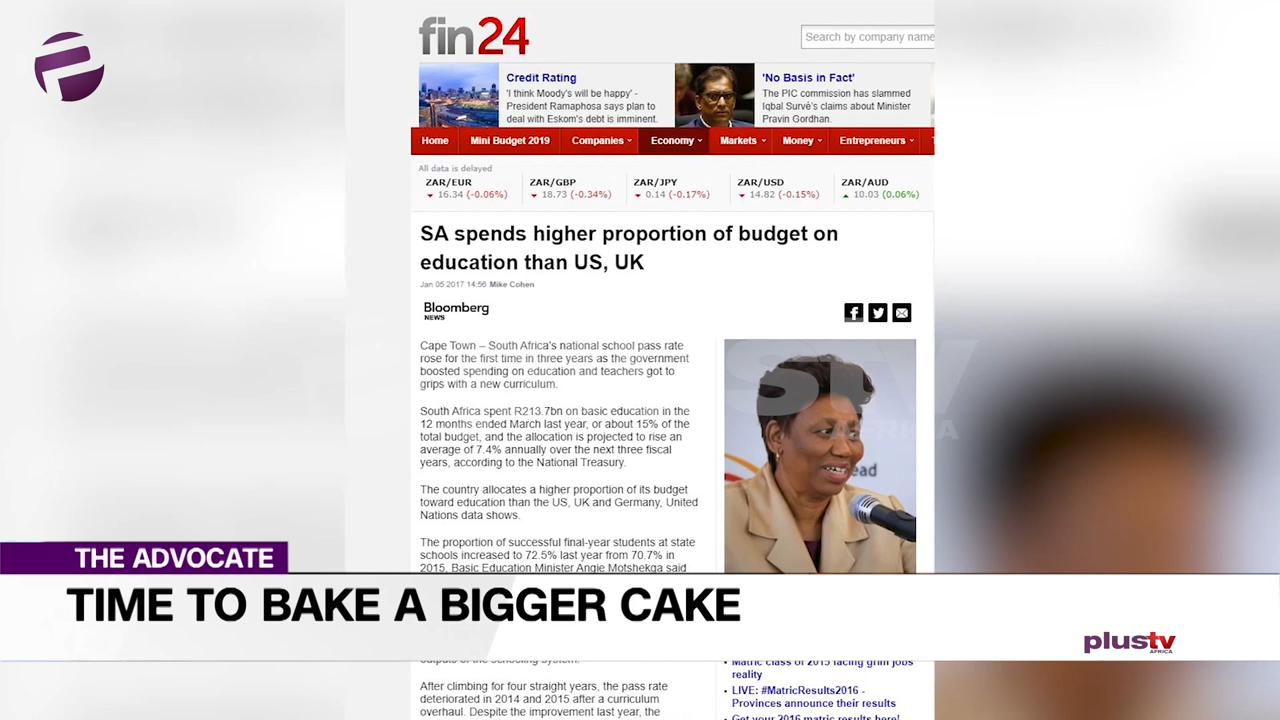 fin24
Search by company name
Credit Rating
'I think Moody's will be happy' -
President Ramaphosa says plan to
deal with Eskom's debt is imminent.
'No Basis in Fact'
The PIC commission has slammed
Iqbal Survé's claims about Minister
Pravin Gordhan.
Home Mini Budget 2019 Companies Economy Markets Money Entrepreneurs
All data is delayed
ZAR/EUR ZAR/GBP ZAR/JPY ZAR/USD ZAR/AUD
16.34 (-0.06%) 18.73 (-0.34%) 0.14 (-0.17%) 14.82 (-0.15%) 10.03 (0.06%)
SA spends higher proportion of budget on
education than US, UK
Jan 05 2017 14:56 Mike Cohen
Bloomberg
NEWS
Cape Town – South Africa's national school pass rate
rose for the first time in three years as the government
boosted spending on education and teachers got to
grips with a new curriculum.
South Africa spent R213.7bn on basic education in the
12 months ended March last year, or about 15% of the
total budget, and the allocation is projected to rise an
average of 7.4% annually over the next three fiscal
years, according to the National Treasury.
The country allocates a higher proportion of its budget
toward education than the US, UK and Germany, United
Nations data shows.
The proportion of successful final-year students at state
schools increased to 72.5% last year from 70.7% in
2015, Basic Education Minister Angie Motshekga said
ead
AFRICA
THE ADVOCATE
TIME TO BAKE A BIGGER CAKE
plustv
AFRICA
outputs of the schooling system.
After climbing for four straight years, the pass rate
deteriorated in 2014 and 2015 after a curriculum
overhaul. Despite the improvement last year, the
Matric class of 2015 facing grim jobs
reality
LIVE: #MatricResults2016 -
Provinces announce their results
Get your 2016 matric results here!